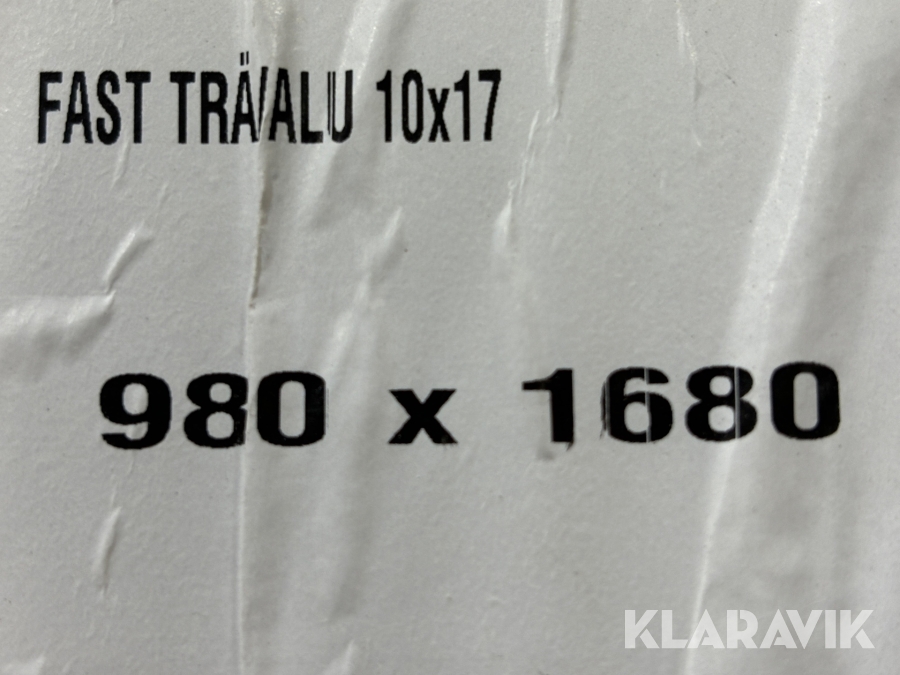 FAST TRÄ/ALU 10x17
980 x 1680
KLARAVIK